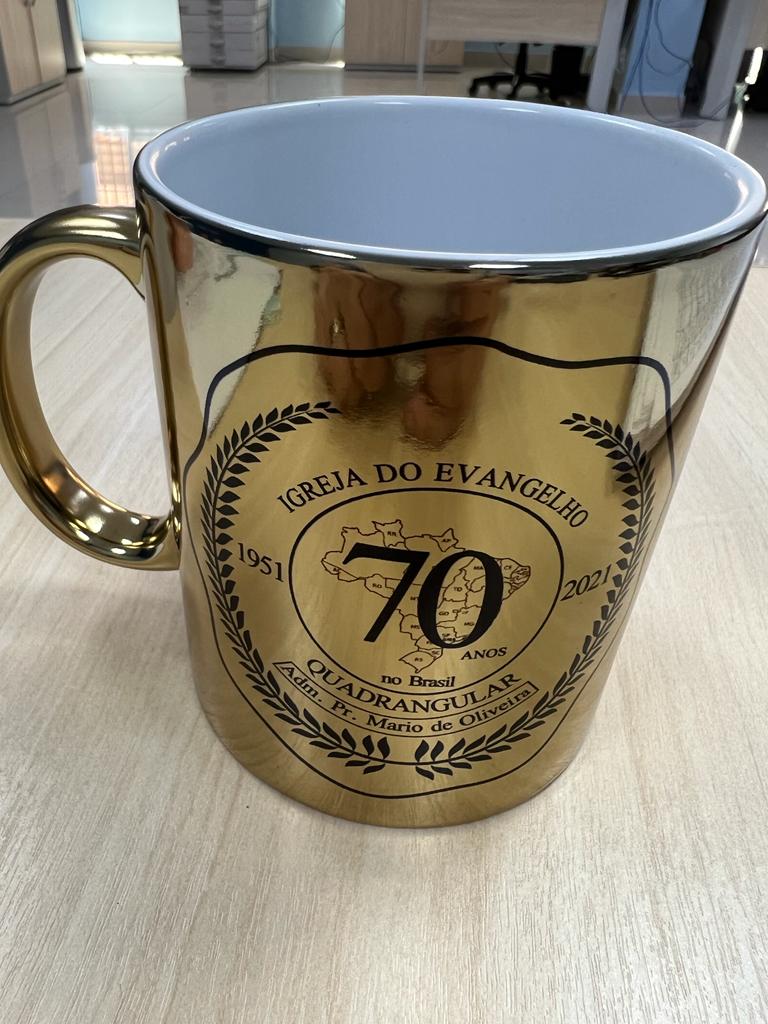 IGREJA DO EVANGELHO
1951
70
2021
ANOS
no Brasil
QUADRANGULAR
Adm. Pr. Mario de Oliveira